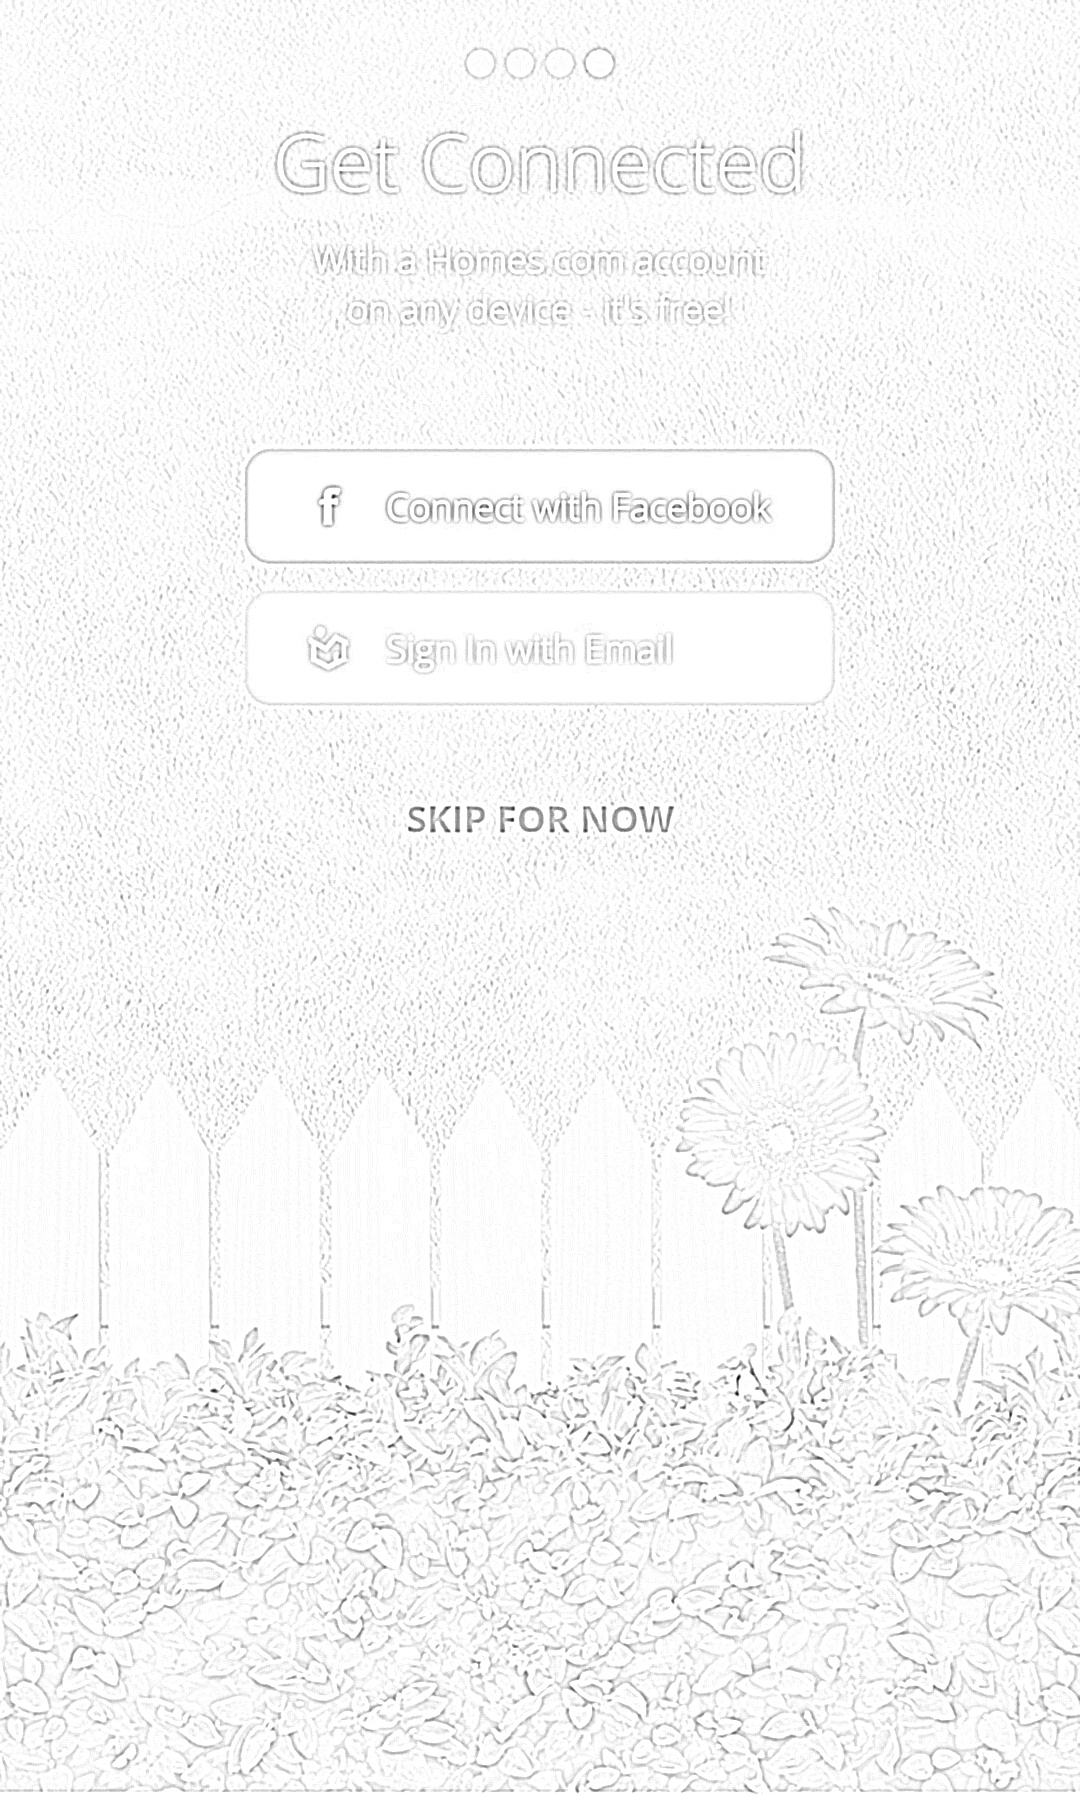 Get Connected
With a Homes.com account
on any device - it's free!
f Connect with Facebook
Sign In with Email
SKIP FOR NOW